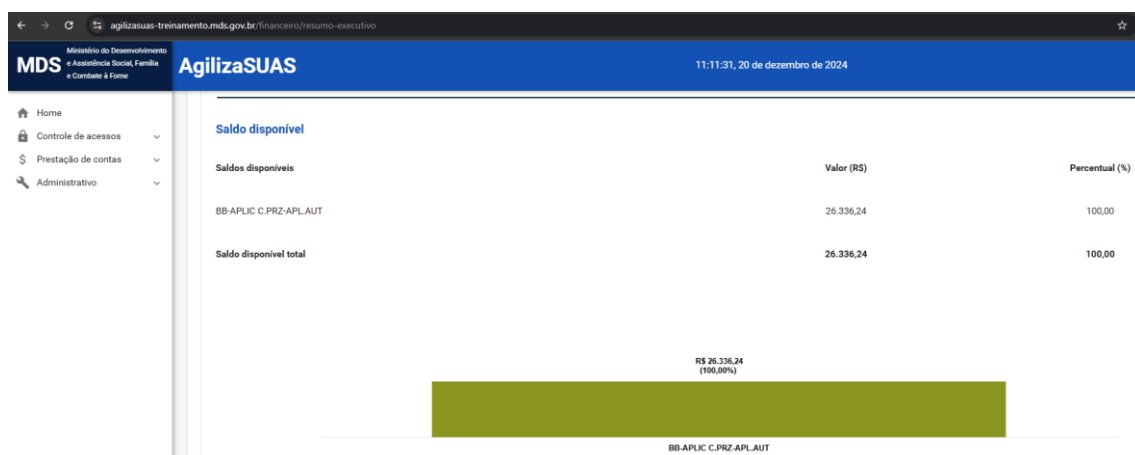 agilizasuas-treinamento.mds.gov.br/financeiro/resumo-executivo
MDS
Ministério do Desenvolvimento
e Assistência Social, Família
e Combate à Fome
AgilizaSUAS
11:11:31, 20 de dezembro de 2024
Home
Controle de acessos
Prestação de contas
Administrativo
Saldo disponível
Saldos disponíveis Valor (R$) Percentual (%)
BB-APLIC C.PRZ-APL.AUT 26.336,24 100,00
Saldo disponível total 26.336,24 100,00
R$ 26.336,24
(100,00%)
BB-APLIC C.PRZ-APL.AUT